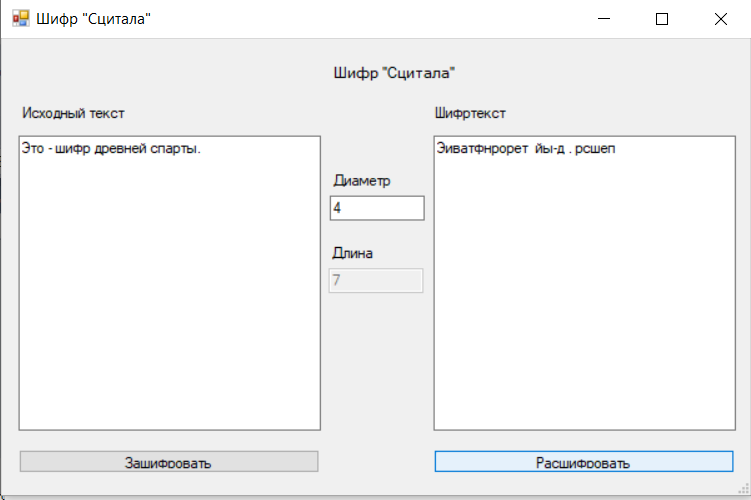 Шифр "Сцитала"
Шифр "Сцитала"
Исходный текст
Шифртекст
Это - шифр древней спарты.
Эиватфнророет  йы-д . рсшеп
Диаметр
4
Длина
7
Зашифровать
Расшифровать